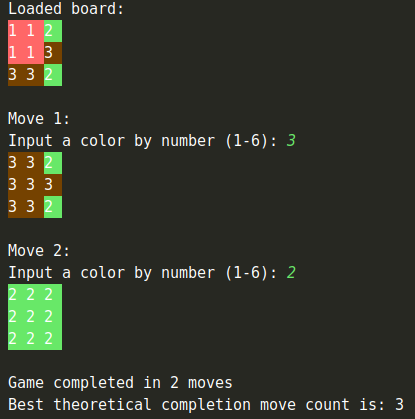 Loaded board:
1 1 2
1 1 3
3 3 2
Move 1:
Input a color by number (1-6): 3
3 3 2
3 3 3
3 3 2
Move 2:
Input a color by number (1-6): 2
2 2 2
2 2 2
2 2 2
Game completed in 2 moves
Best theoretical completion move count is: 3